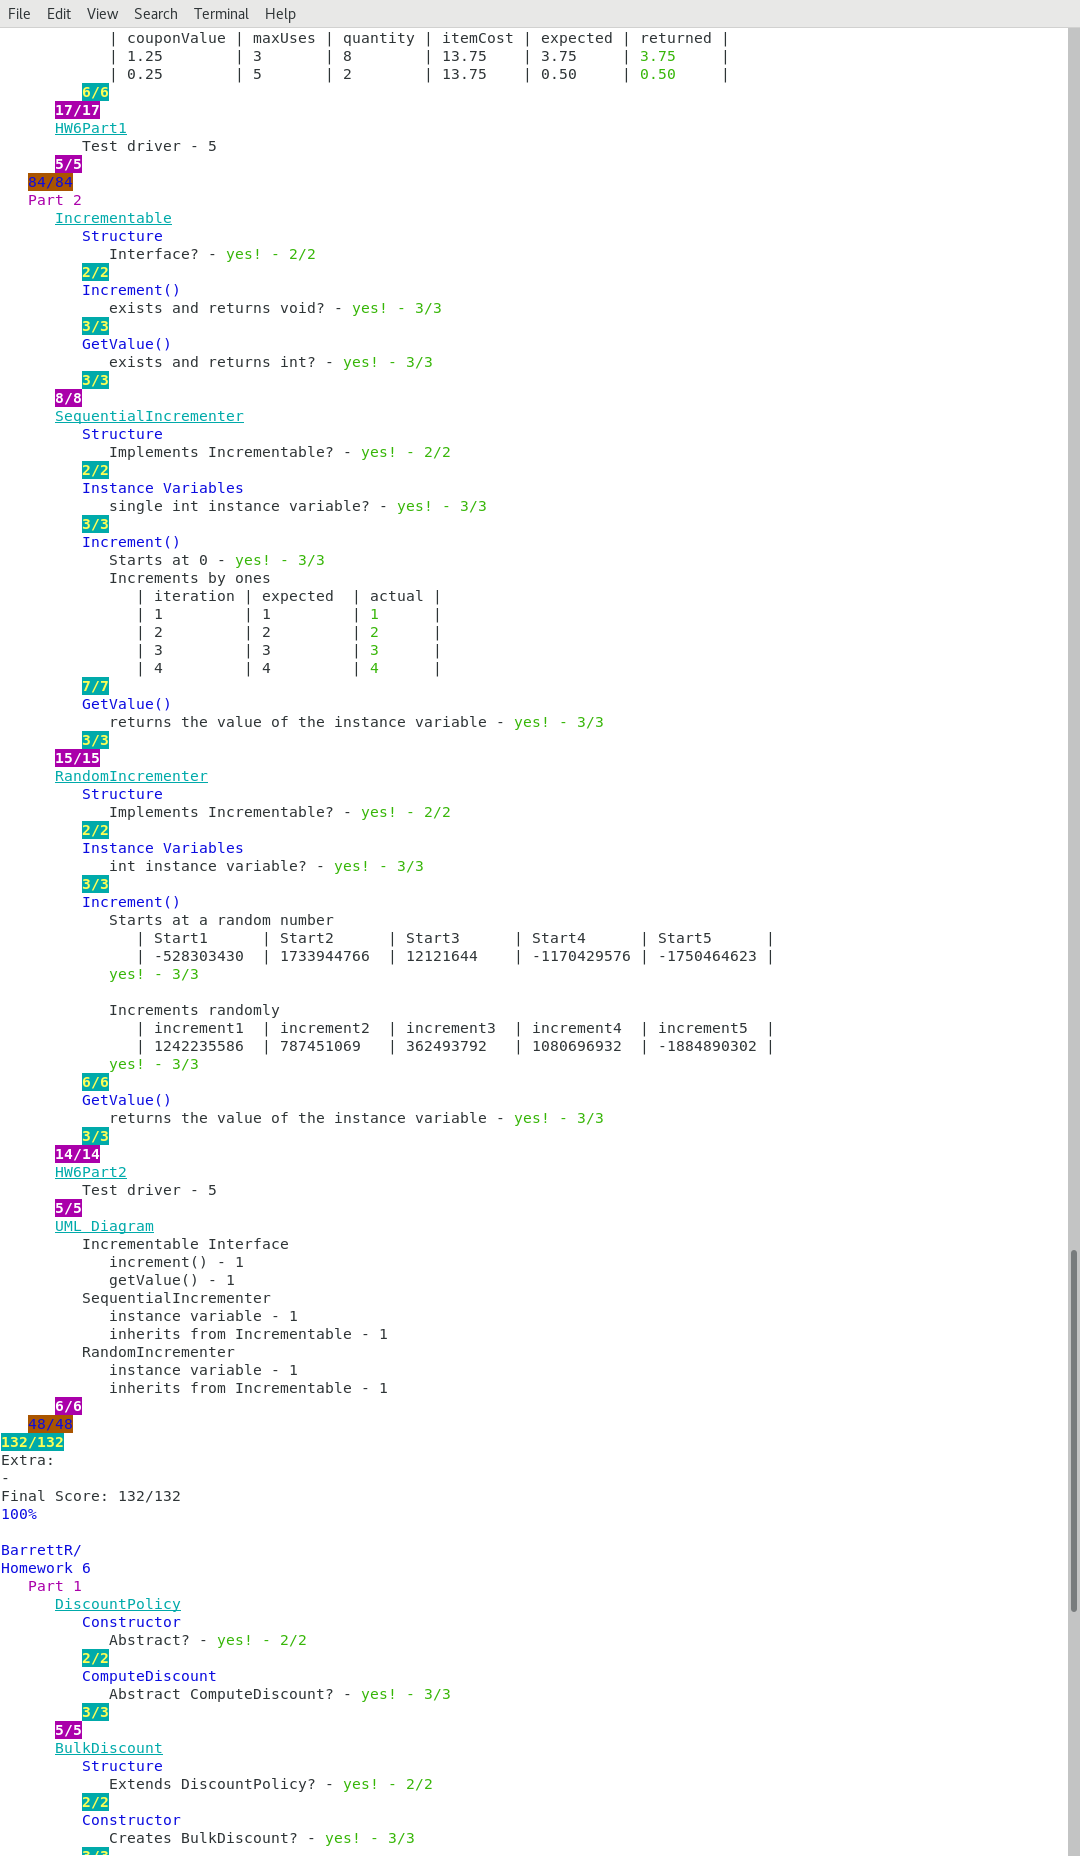 File Edit View Search Terminal Help
| couponValue | maxUses | quantity | itemCost | expected | returned |
| 1.25 | 3 | 8 | 13.75 | 3.75 | 3.75 |
| 0.25 | 5 | 2 | 13.75 | 0.50 | 0.50 |
6/6
17/17
HW6Part1
Test driver - 5
5/5
84/84
Part 2
Incrementable
Structure
Interface? - yes! - 2/2
2/2
Increment()
exists and returns void? - yes! - 3/3
3/3
GetValue()
exists and returns int? - yes! - 3/3
3/3
8/8
SequentialIncrementer
Structure
Implements Incrementable? - yes! - 2/2
2/2
Instance Variables
single int instance variable? - yes! - 3/3
3/3
Increment()
Starts at 0 - yes! - 3/3
Increments by ones
| iteration | expected | actual |
| 1 | 1 | 1 |
| 2 | 2 | 2 |
| 3 | 3 | 3 |
| 4 | 4 | 4 |
7/7
GetValue()
returns the value of the instance variable - yes! - 3/3
3/3
15/15
RandomIncrementer
Structure
Implements Incrementable? - yes! - 2/2
2/2
Instance Variables
int instance variable? - yes! - 3/3
3/3
Increment()
Starts at a random number
| Start1 | Start2 | Start3 | Start4 | Start5 |
| -528303430 | 1733944766 | 12121644 | -1170429576 | -1750464623 |
yes! - 3/3
Increments randomly
| increment1 | increment2 | increment3 | increment4 | increment5 |
| 1242235586 | 787451069 | 362493792 | 1080696932 | -1884890302 |
yes! - 3/3
6/6
GetValue()
returns the value of the instance variable - yes! - 3/3
3/3
14/14
HW6Part2
Test driver - 5
5/5
UML Diagram
Incrementable Interface
increment() - 1
getValue() - 1
SequentialIncrementer
instance variable - 1
inherits from Incrementable - 1
RandomIncrementer
instance variable - 1
inherits from Incrementable - 1
6/6
48/48
132/132
Extra:
-
Final Score: 132/132
100%
BarrettR/
Homework 6
Part 1
DiscountPolicy
Constructor
Abstract? - yes! - 2/2
2/2
ComputeDiscount
Abstract ComputeDiscount? - yes! - 3/3
3/3
5/5
BulkDiscount
Structure
Extends DiscountPolicy? - yes! - 2/2
2/2
Constructor
Creates BulkDiscount? - yes! - 3/3
3/3